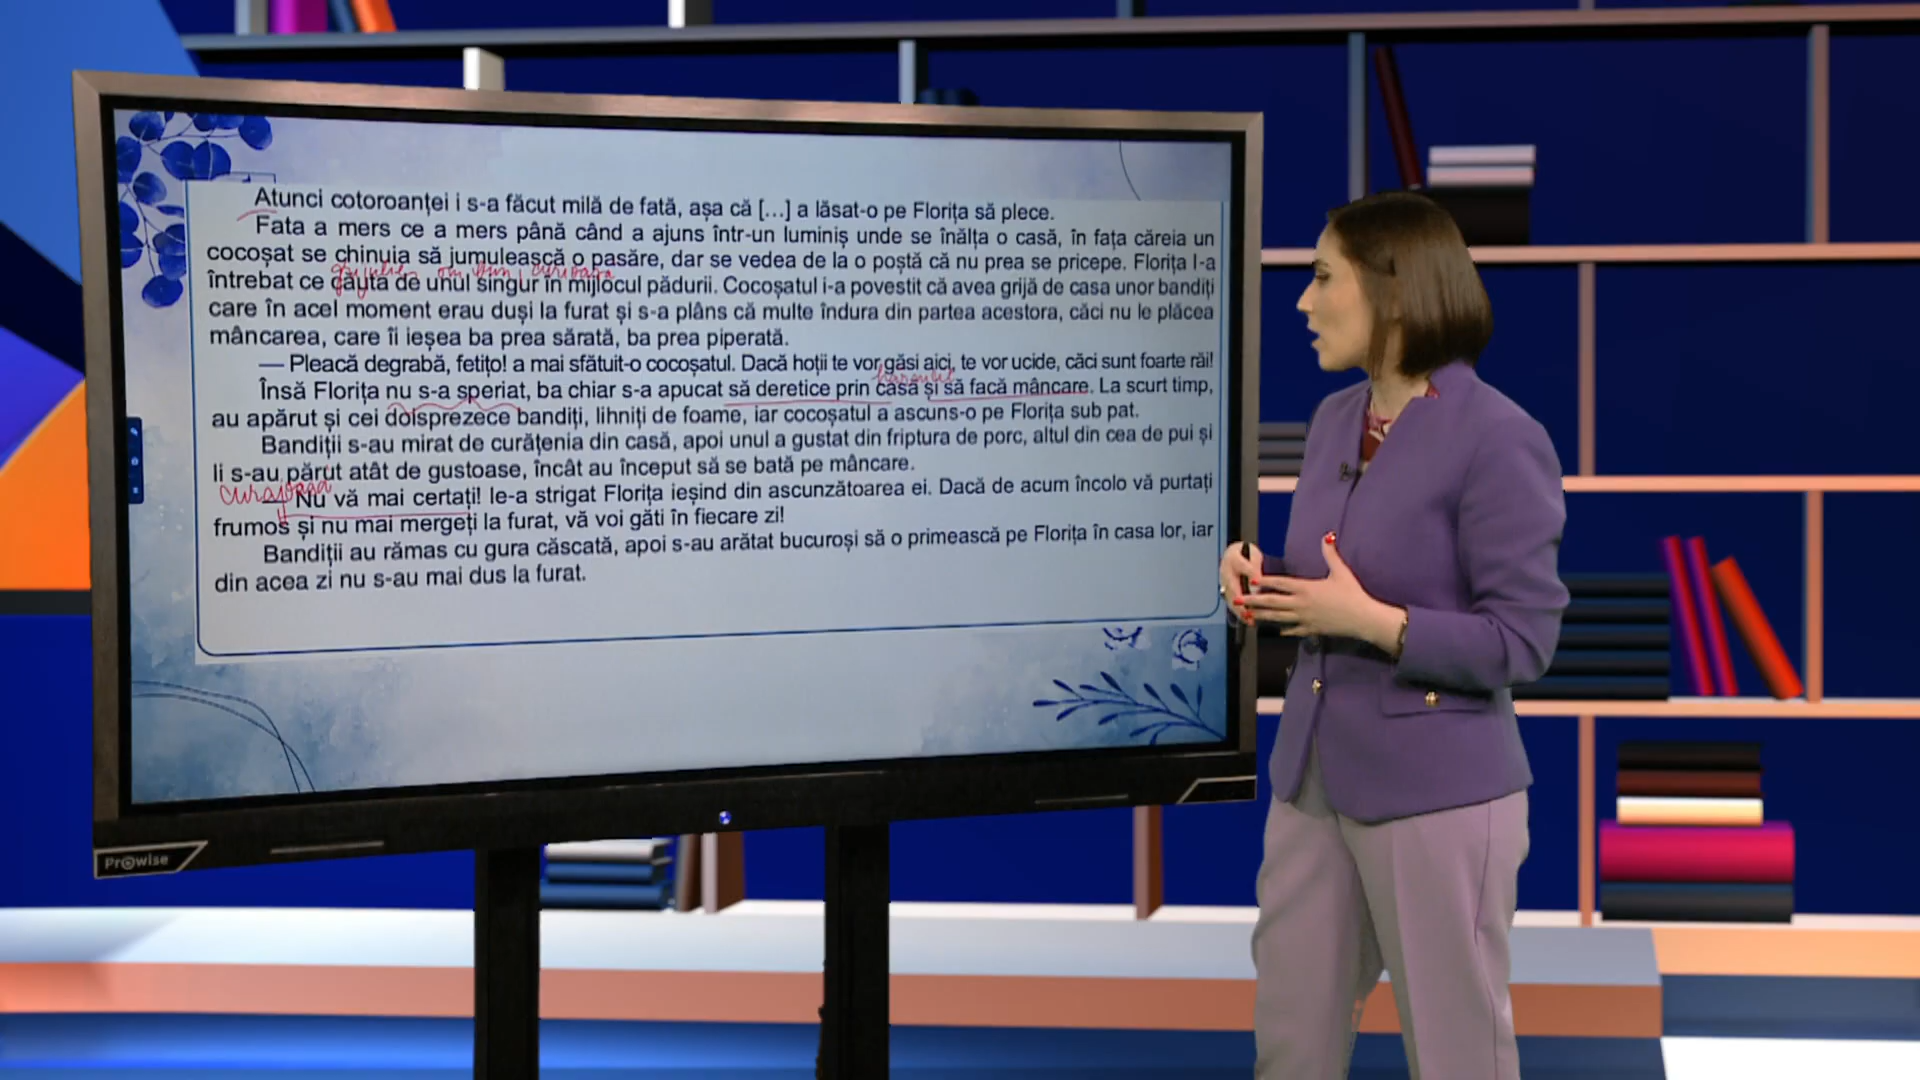 Atunci cotoroanței i s-a făcut milă de fată, așa că [...] a lăsat-o pe Florița să plece.
Fata a mers ce a mers până când a ajuns într-un luminiș unde se înălța o casă, în fața căreia un
cocoșat se chinuia să jumulească o pasăre, dar se vedea de la o poștă că nu prea se pricepe. Florița l-a
om bun, curioasă
întrebat ce căuta de unul singur în mijlocul pădurii. Cocoșatul i-a povestit că avea grijă de casa unor bandiți
care în acel moment erau duși la furat și s-a plâns că multe îndura din partea acestora, căci nu le plăcea
mâncarea, care îi ieșea ba prea sărată, ba prea piperată.
— Pleacă degrabă, fetițo! a mai sfătuit-o cocoșatul. Dacă hoții te vor găsi aici, te vor ucide, căci sunt foarte răi!
Însă Florița nu s-a speriat, ba chiar s-a apucat să deretice prin casă și să facă mâncare. La scurt timp,
au apărut și cei doisprezece bandiți, lihniți de foame, iar cocoșatul a ascuns-o pe Florița sub pat.
Bandiții s-au mirat de curățenia din casă, apoi unul a gustat din friptura de porc, altul din cea de pui și
li s-au părut atât de gustoase, încât au început să se bată pe mâncare.
curajoasă
— Nu vă mai certați! le-a strigat Florița ieșind din ascunzătoarea ei. Dacă de acum încolo vă purtați
frumos și nu mai mergeți la furat, vă voi găti în fiecare zi!
Bandiții au rămas cu gura căscată, apoi s-au arătat bucuroși să o primească pe Florița în casa lor, iar
din acea zi nu s-au mai dus la furat.
Prowise